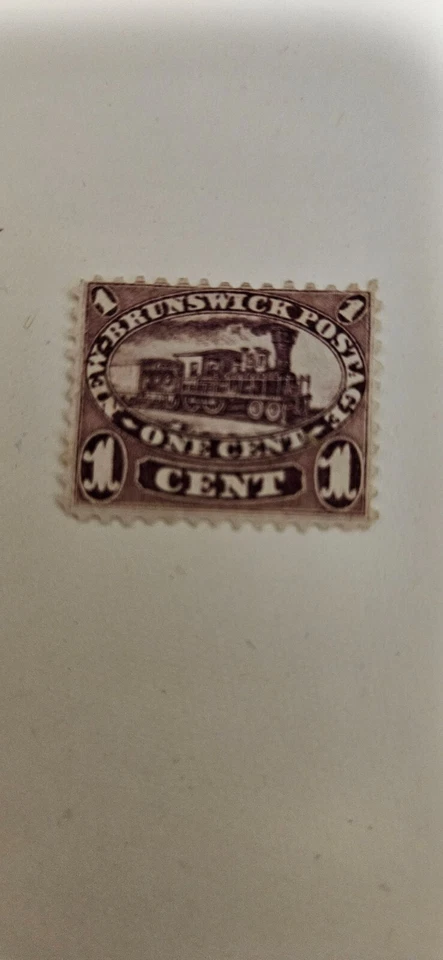 1 1
NEW-BRUNSWICK POSTAGE
ONE CENT
1 CENT 1